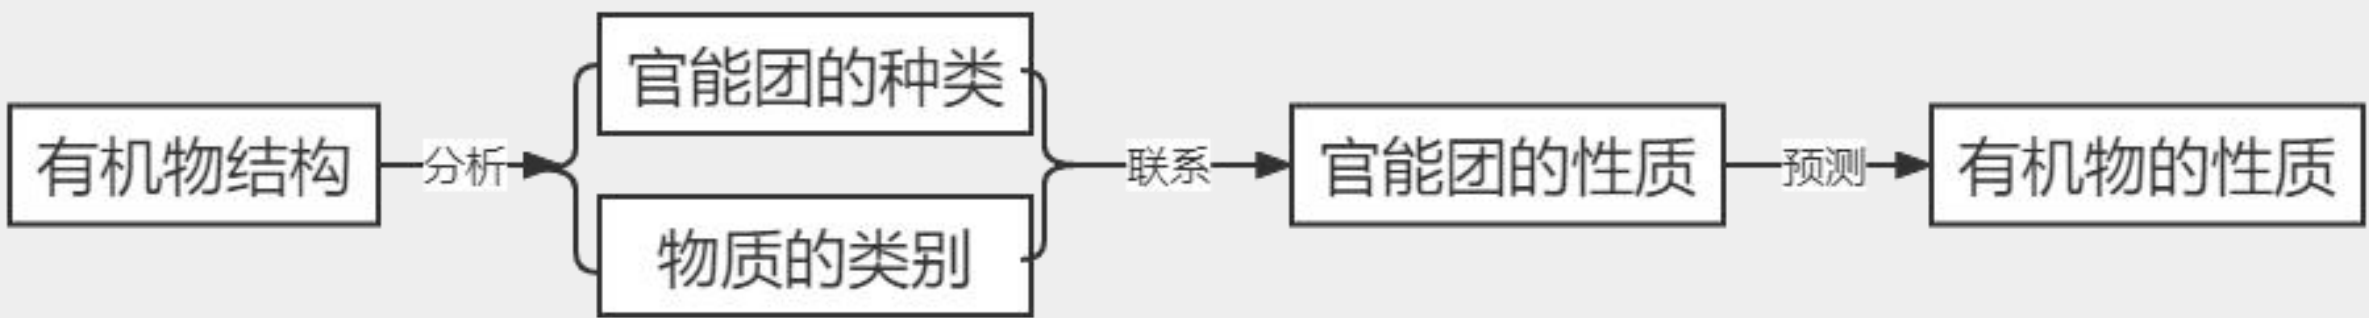 有机物结构
分析
官能团的种类
物质的类别
联系
官能团的性质
预测
有机物的性质